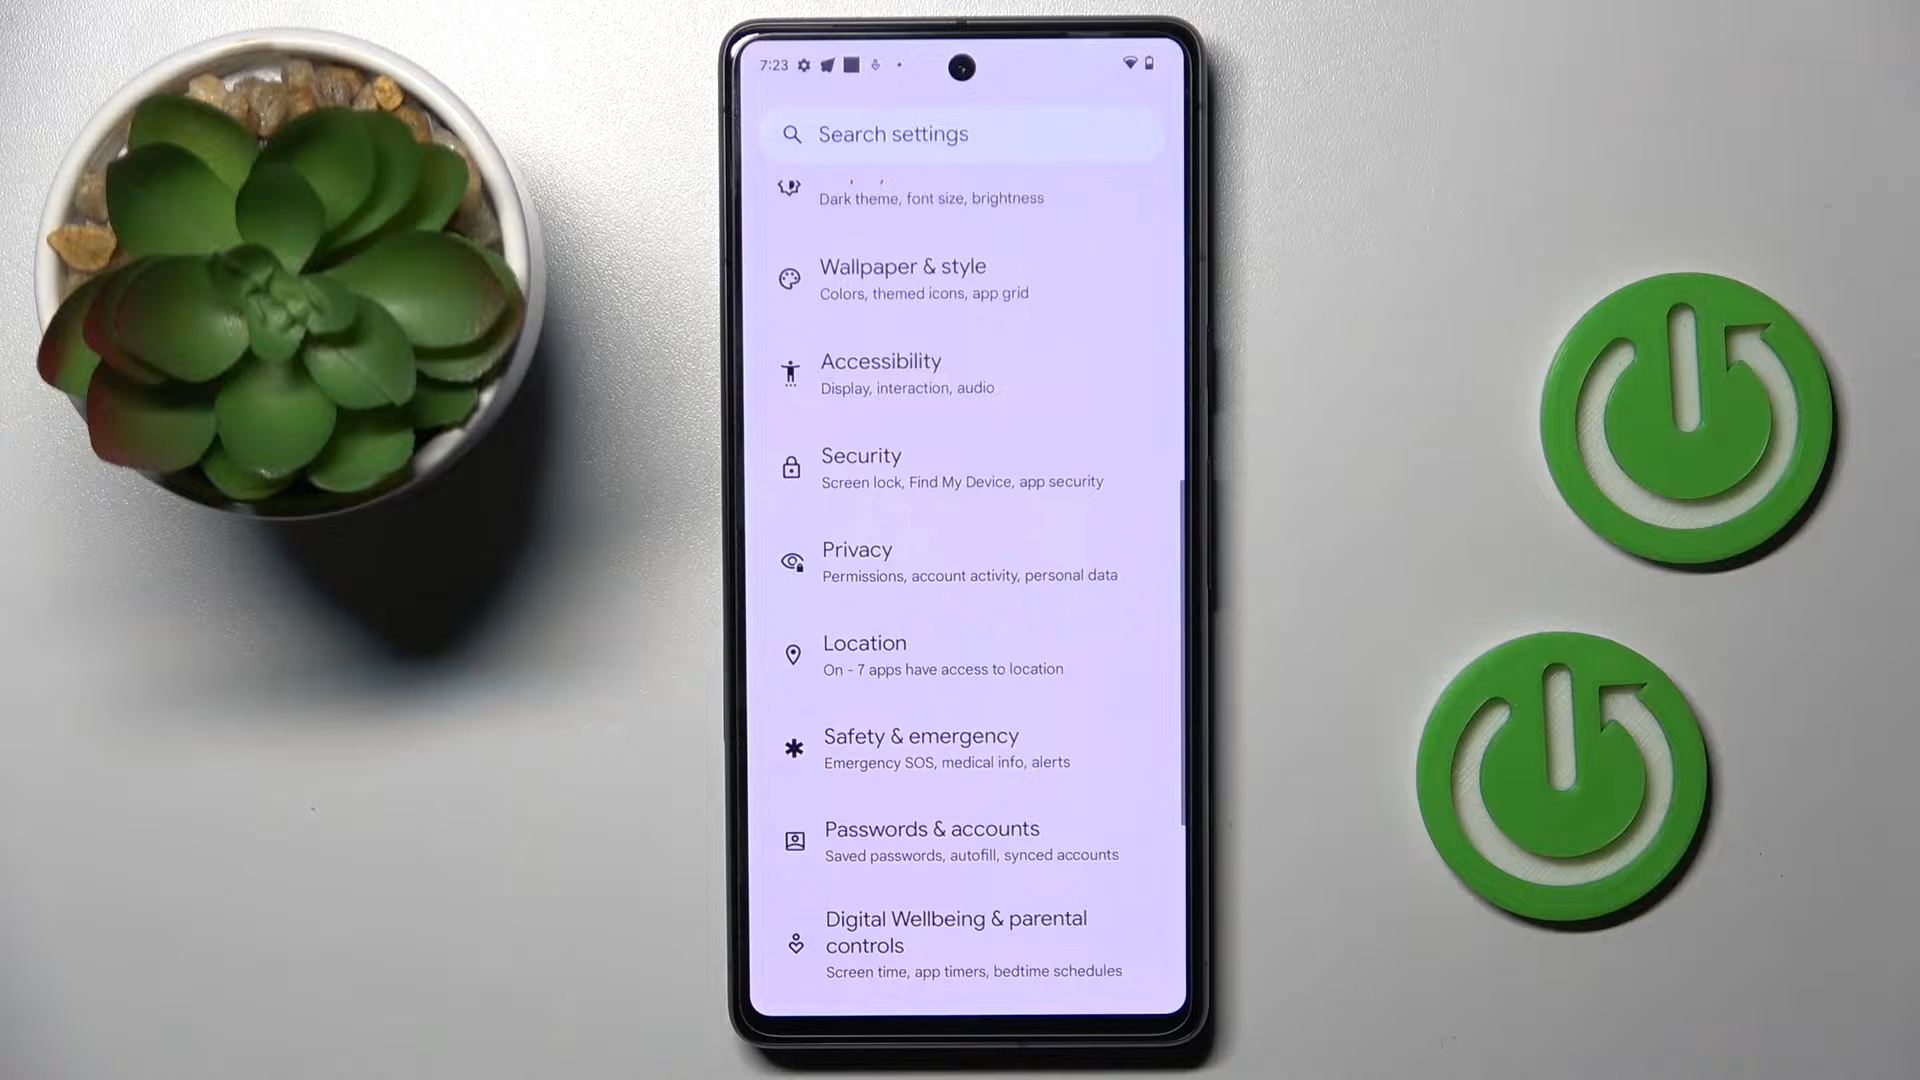 7:23
Search settings
Dark theme, font size, brightness
Wallpaper & style
Colors, themed icons, app grid
Accessibility
Display, interaction, audio
Security
Screen lock, Find My Device, app security
Privacy
Permissions, account activity, personal data
Location
On - 7 apps have access to location
Safety & emergency
Emergency SOS, medical info, alerts
Passwords & accounts
Saved passwords, autofill, synced accounts
Digital Wellbeing & parental
controls
Screen time, app timers, bedtime schedules